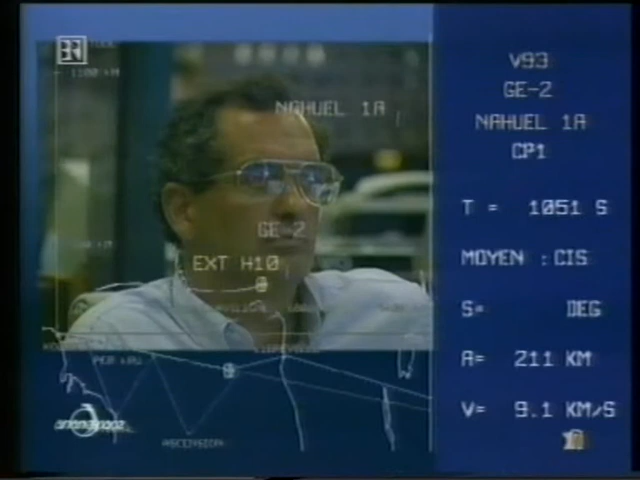 BR
NAHUEL 1A
GE-2
EXT H10
ASCENSION
arianespace
V93
GE-2
NAHUEL 1A
CP1
T = 1051 S
MOYEN : CIS
S= DEG
A= 211 KM
V= 9.1 KM/S